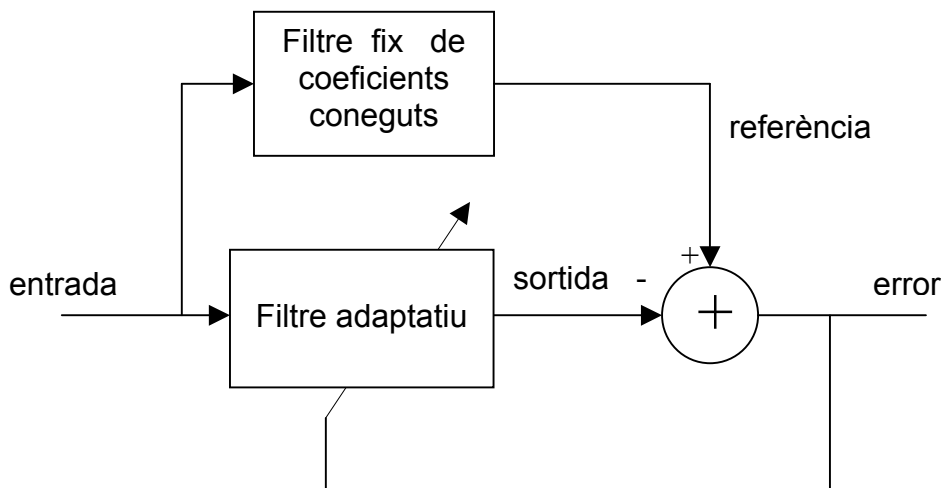 Filtre fix de
coeficients
coneguts
referència
+
entrada
Filtre adaptatiu
sortida -
+
error